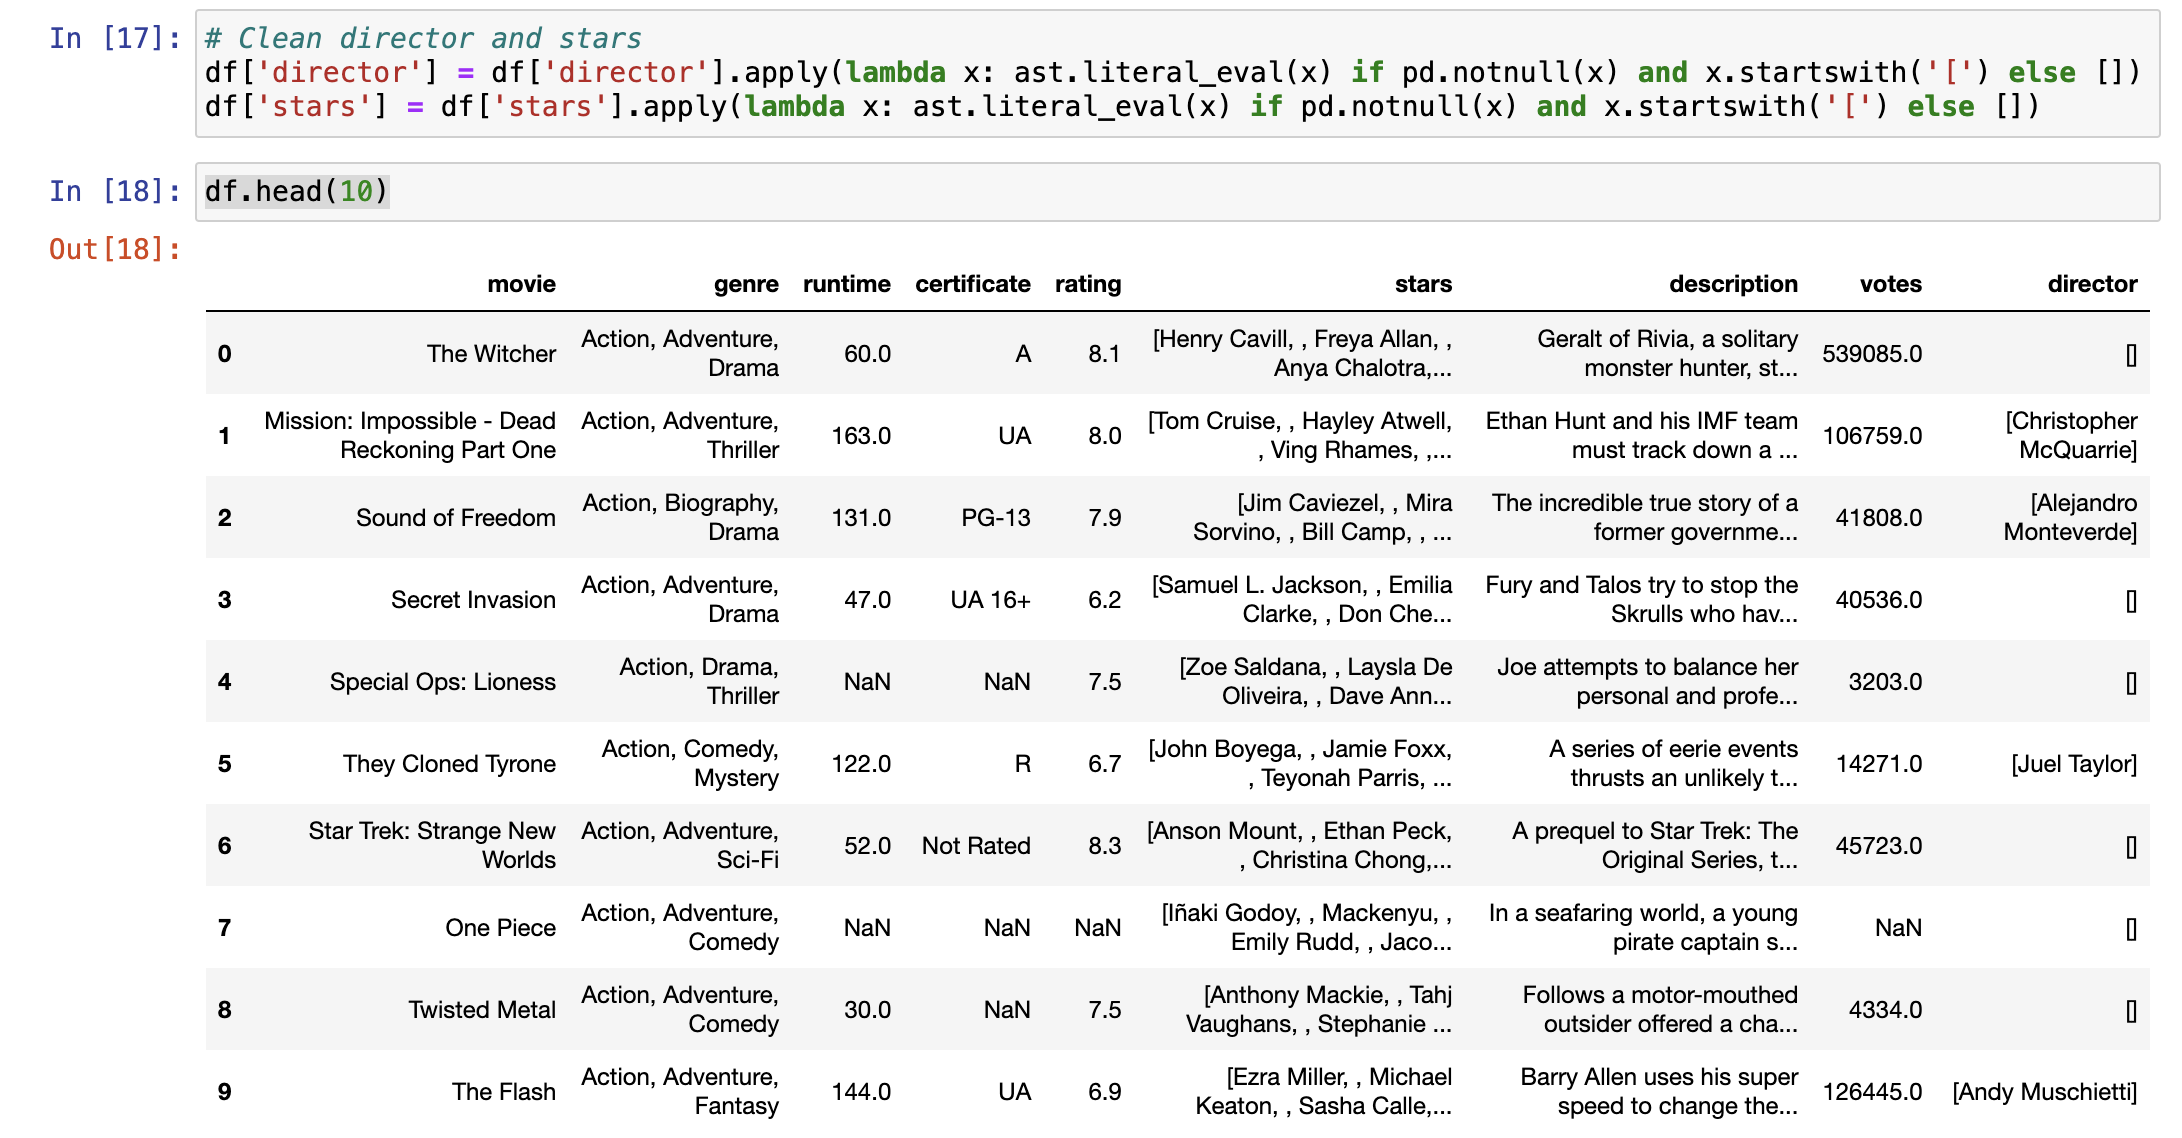 In [17]: # Clean director and stars
df['director'] = df['director'].apply(lambda x: ast.literal_eval(x) if pd.notnull(x) and x.startswith('[') else [])
df['stars'] = df['stars'].apply(lambda x: ast.literal_eval(x) if pd.notnull(x) and x.startswith('[') else [])
In [18]: df.head(10)
Out[18]:
movie genre runtime certificate rating stars description votes director
0 The Witcher Action, Adventure, Drama 60.0 A 8.1 [Henry Cavill, , Freya Allan, , Anya Chalotra,... Geralt of Rivia, a solitary monster hunter, st... 539085.0 []
1 Mission: Impossible - Dead Reckoning Part One Action, Adventure, Thriller 163.0 UA 8.0 [Tom Cruise, , Hayley Atwell, , Ving Rhames, ,... Ethan Hunt and his IMF team must track down a ... 106759.0 [Christopher McQuarrie]
2 Sound of Freedom Action, Biography, Drama 131.0 PG-13 7.9 [Jim Caviezel, , Mira Sorvino, , Bill Camp, , ... The incredible true story of a former governme... 41808.0 [Alejandro Monteverde]
3 Secret Invasion Action, Adventure, Drama 47.0 UA 16+ 6.2 [Samuel L. Jackson, , Emilia Clarke, , Don Che... Fury and Talos try to stop the Skrulls who hav... 40536.0 []
4 Special Ops: Lioness Action, Drama, Thriller NaN NaN 7.5 [Zoe Saldana, , Laysla De Oliveira, , Dave Ann... Joe attempts to balance her personal and profe... 3203.0 []
5 They Cloned Tyrone Action, Comedy, Mystery 122.0 R 6.7 [John Boyega, , Jamie Foxx, , Teyonah Parris, ... A series of eerie events thrusts an unlikely t... 14271.0 [Juel Taylor]
6 Star Trek: Strange New Worlds Action, Adventure, Sci-Fi 52.0 Not Rated 8.3 [Anson Mount, , Ethan Peck, , Christina Chong,... A prequel to Star Trek: The Original Series, t... 45723.0 []
7 One Piece Action, Adventure, Comedy NaN NaN NaN [Iñaki Godoy, , Mackenyu, , Emily Rudd, , Jaco... In a seafaring world, a young pirate captain s... NaN []
8 Twisted Metal Action, Adventure, Comedy 30.0 NaN 7.5 [Anthony Mackie, , Tahj Vaughans, , Stephanie ... Follows a motor-mouthed outsider offered a cha... 4334.0 []
9 The Flash Action, Adventure, Fantasy 144.0 UA 6.9 [Ezra Miller, , Michael Keaton, , Sasha Calle,... Barry Allen uses his super speed to change the... 126445.0 [Andy Muschietti]